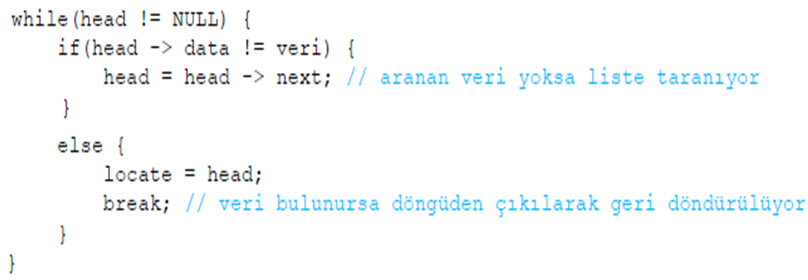 while(head != NULL) {
if(head -> data != veri) {
head = head -> next; // aranan veri yoksa liste taranıyor
}
else {
locate = head;
break; // veri bulunursa döngüden çıkılarak geri döndürülüyor
}
}